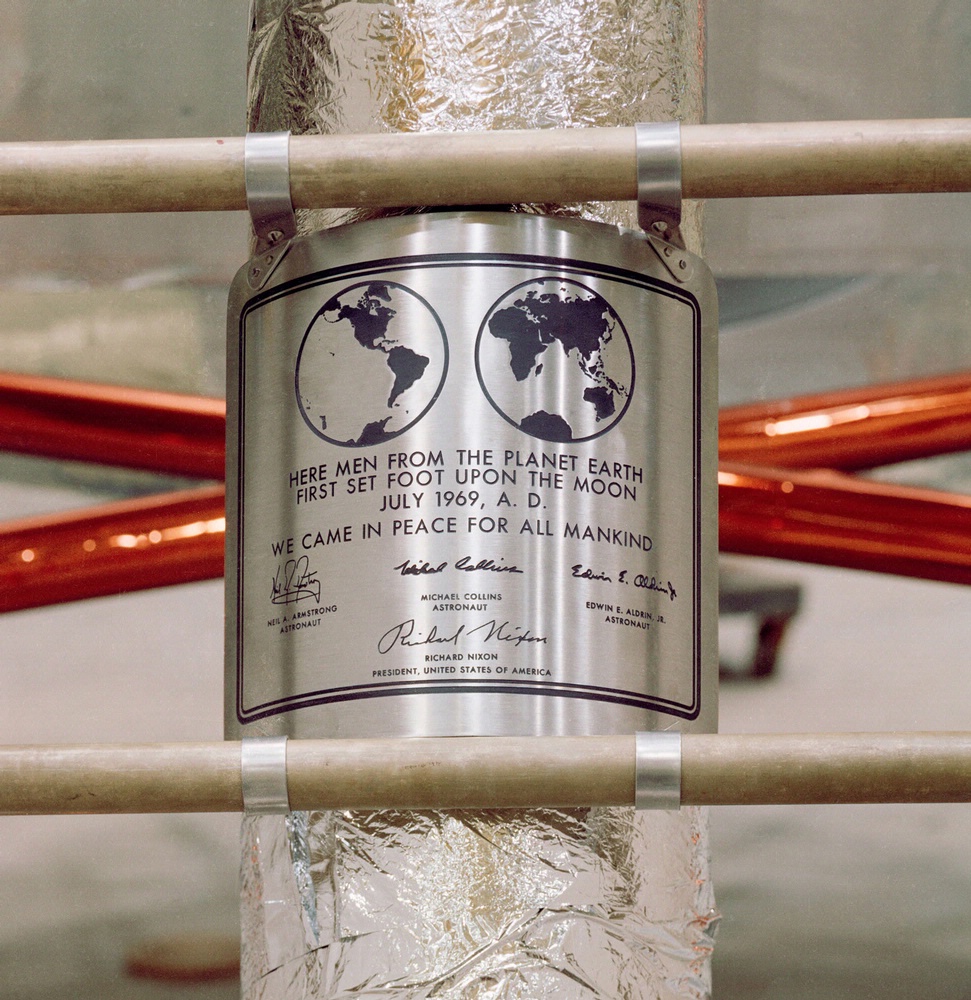 HERE MEN FROM THE PLANET EARTH
FIRST SET FOOT UPON THE MOON
JULY 1969, A. D.
WE CAME IN PEACE FOR ALL MANKIND
Neil A. Armstrong
NEIL A. ARMSTRONG
ASTRONAUT
Michael Collins
MICHAEL COLLINS
ASTRONAUT
Edwin E. Aldrin Jr
EDWIN E. ALDRIN, JR.
ASTRONAUT
Richard Nixon
RICHARD NIXON
PRESIDENT, UNITED STATES OF AMERICA